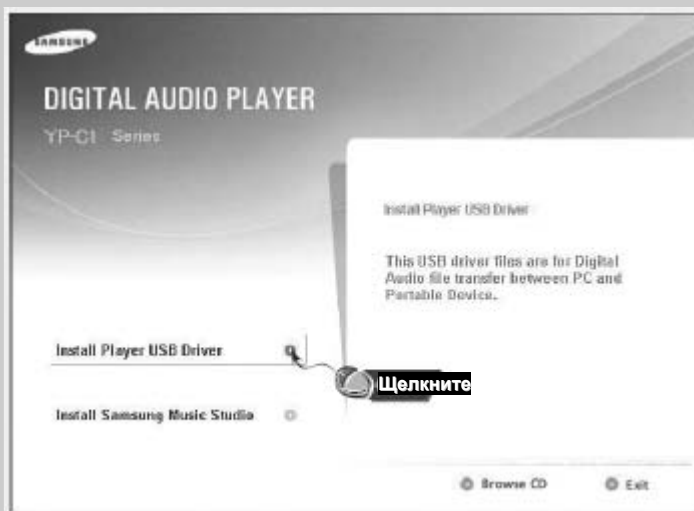 SAMSUNG
DIGITAL AUDIO PLAYER
YP-C1 Series
Install Player USB Driver
This USB driver files are for Digital
Audio file transfer between PC and
Portable Device.
Install Player USB Driver
Щелкните
Install Samsung Music Studio
Browse CD
Exit